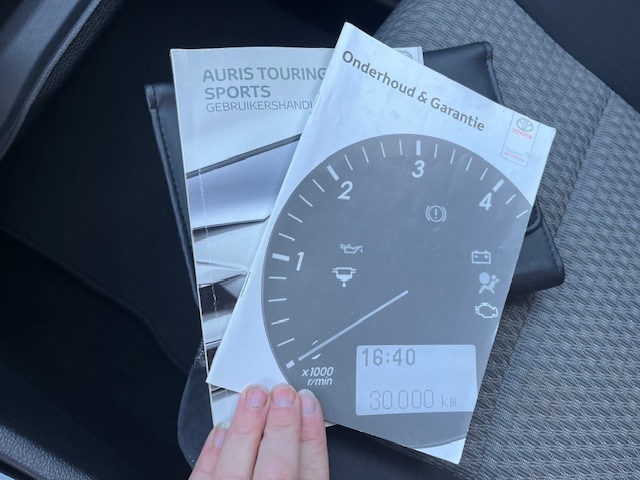 AURIS TOURING
SPORTS
GEBRUIKERSHANDL
Onderhoud & Garantie
TOYOTA
1
2
3
4
x1000
r/min
16:40
30.000 km